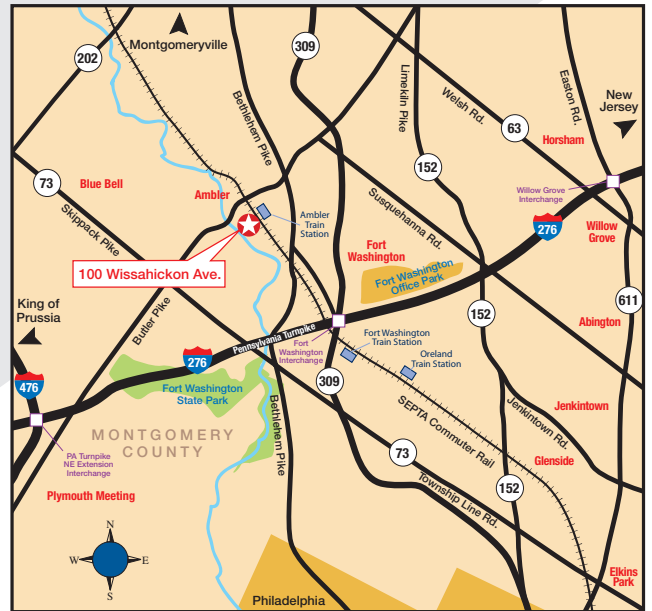 Montgomeryville
202
309
Bethlehem Pike
Limekiln Pike
Welsh Rd.
Easton Rd.
New
Jersey
63
Horsham
152
73
Blue Bell
Ambler
Willow Grove
Interchange
Skippack Pike
Ambler
Train
Station
Susquehanna Rd.
276
Willow
Grove
Fort
Washington
100 Wissahickon Ave.
Fort Washington
Office Park
King of
Prussia
Butler Pike
611
152
Abington
Pennsylvania Turnpike
Fort
Washington
Interchange
Fort Washington
Train Station
Oreland
Train Station
276
476
309
Fort Washington
State Park
Bethlehem Pike
SEPTA Commuter Rail
Jenkintown Rd.
Jenkintown
MONTGOMERY
COUNTY
73
PA Turnpike
NE Extension
Interchange
Glenside
Township Line Rd.
152
Plymouth Meeting
N
W
E
S
Elkins
Park
Philadelphia